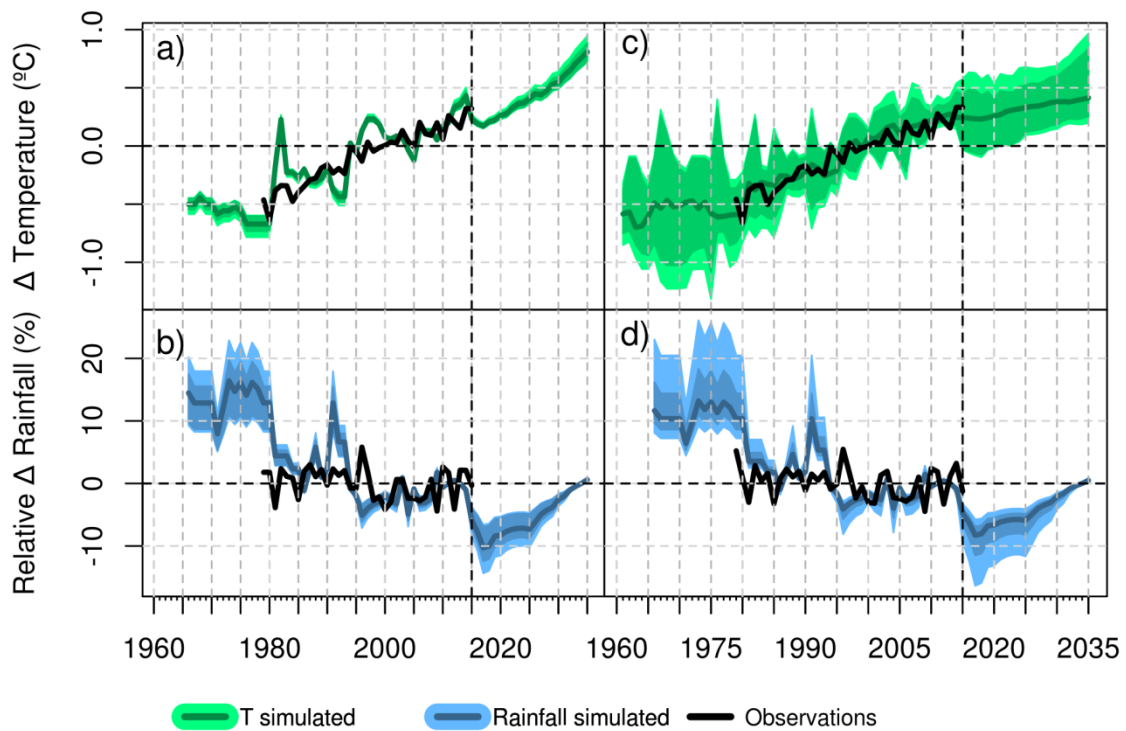 Δ Temperature (ºC)
1.0
0.0
-1.0
a)
c)
Relative Δ Rainfall (%)
20
10
0
-10
b)
d)
1960 1980 2000 2020 1960 1975 1990 2005 2020 2035
T simulated Rainfall simulated Observations